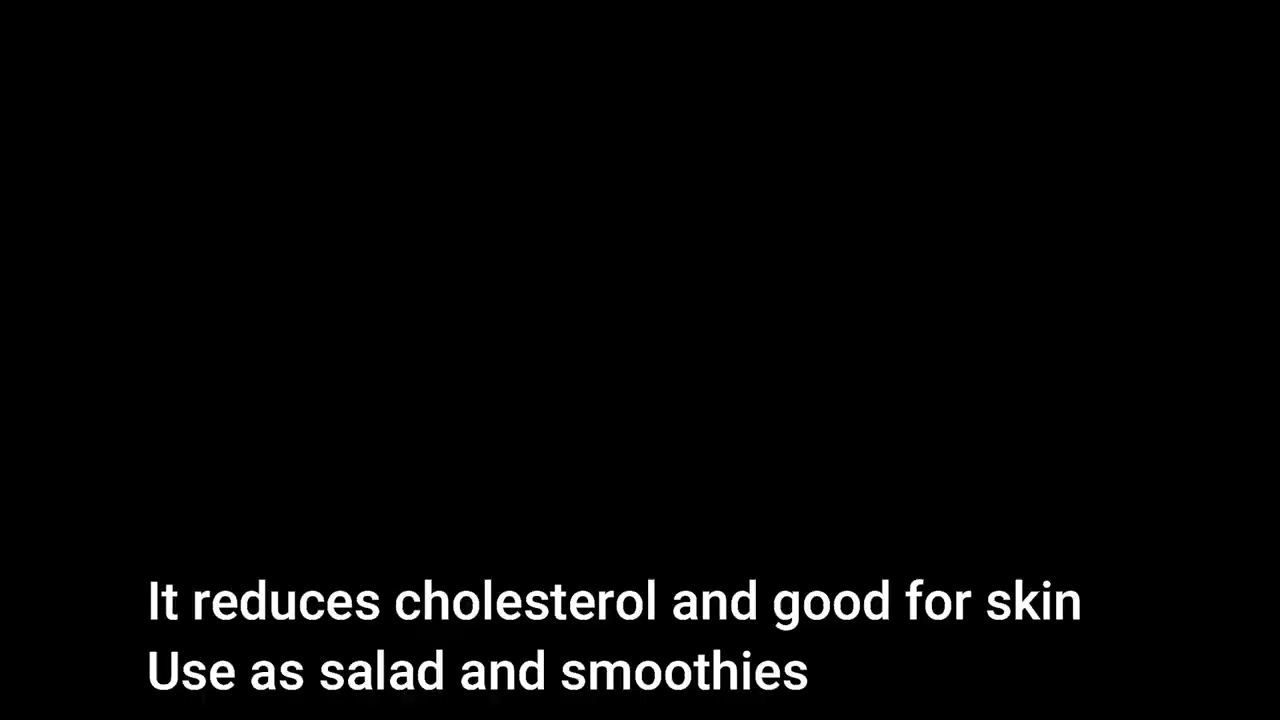 It reduces cholesterol and good for skin
Use as salad and smoothies